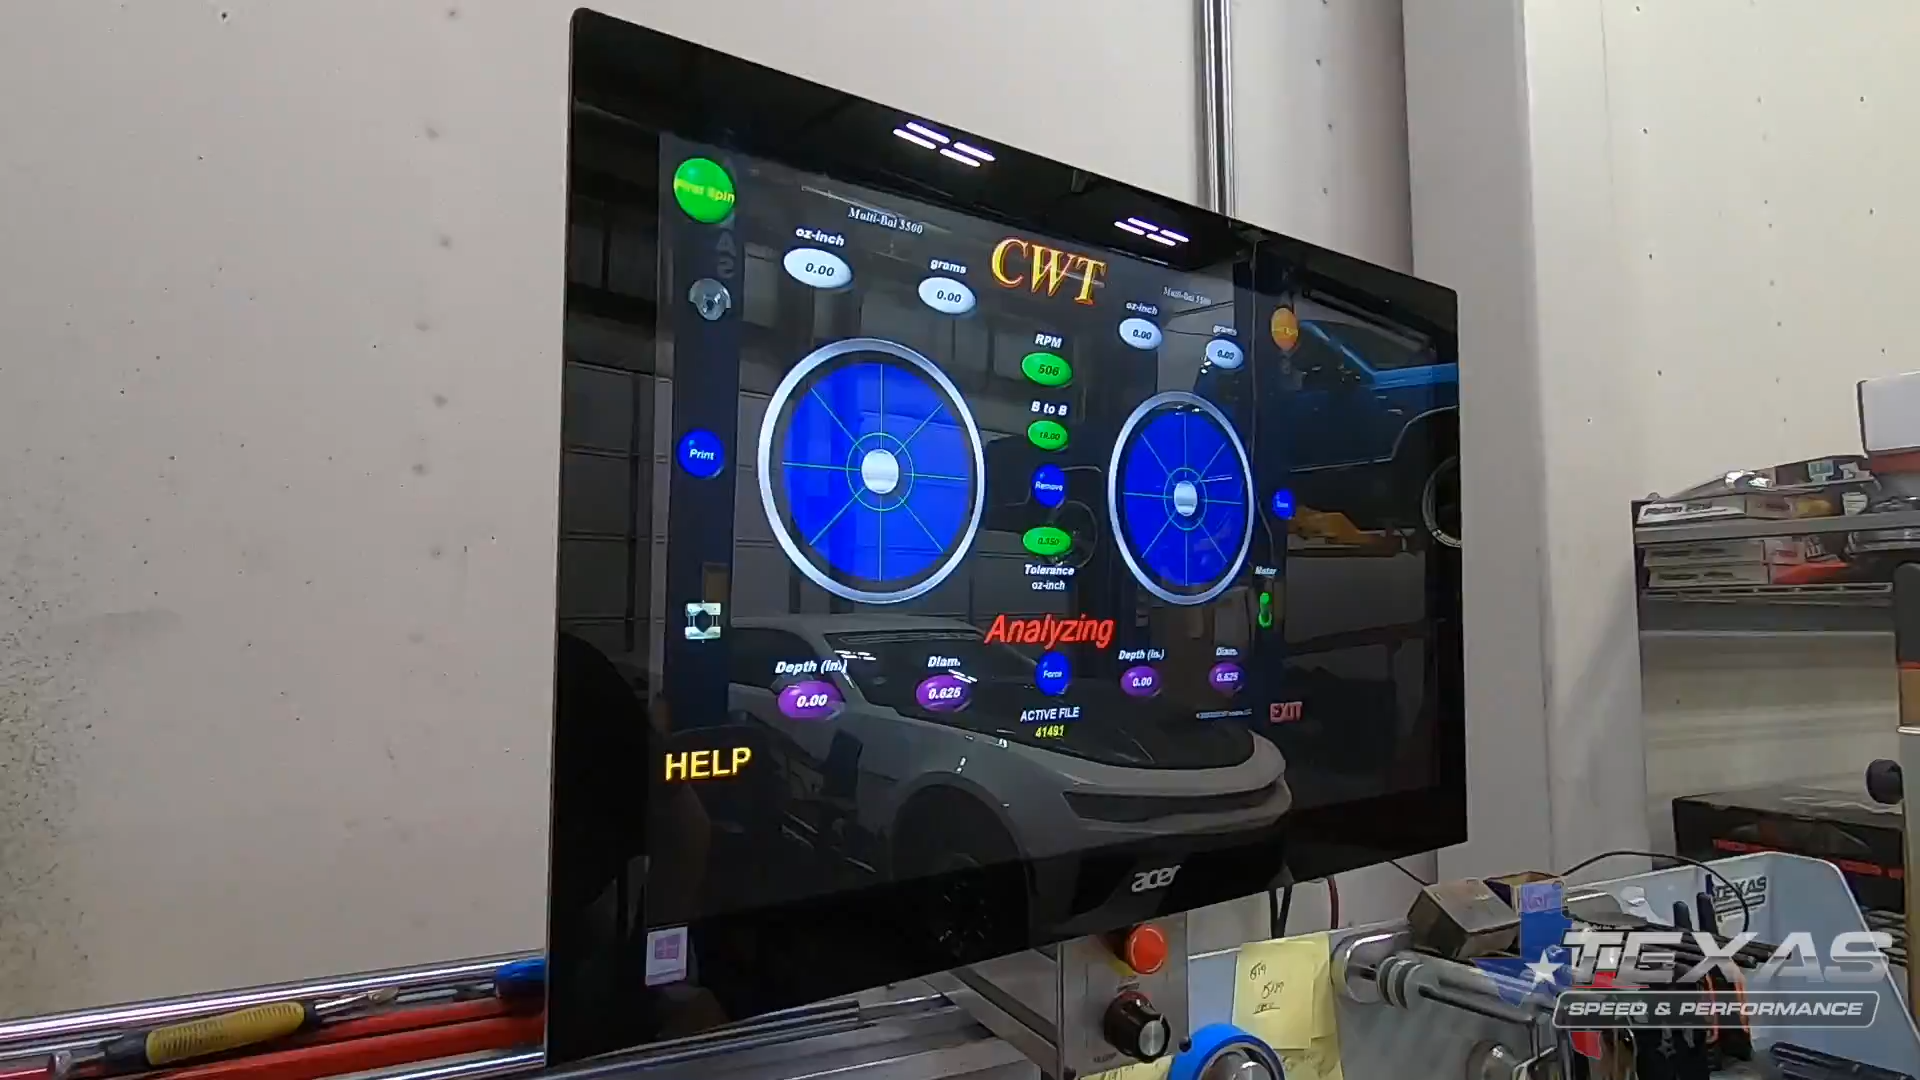 First Spin
Multi-Bal 5500
oz-inch
0.00
grams
0.00
CWT
Multi-Bal 5500
oz-inch
0.00
grams
0.00
RPM
506
B to B
18.00
Remove
0.350
Tolerance
oz-inch
Print
Motor
Analyzing
Depth (in.)
0.00
Diam.
0.625
Force
Depth (in.)
0.00
Diam.
0.625
ACTIVE FILE
41491
EXIT
HELP
acer
TEXAS
TEXAS
SPEED & PERFORMANCE